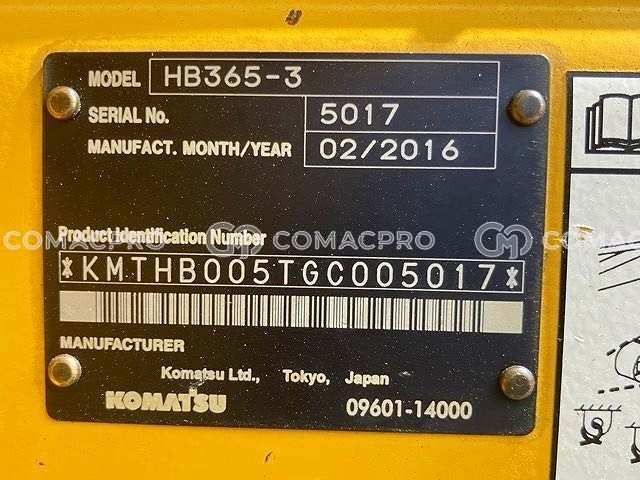 MODEL HB365-3
SERIAL No. 5017
MANUFACT. MONTH/YEAR 02/2016
Product Identification Number
COMACPRO COMACPRO COMAC
*KMTHB005TGC005017*
MANUFACTURER
Komatsu Ltd., Tokyo, Japan
KOMATSU 09601-14000